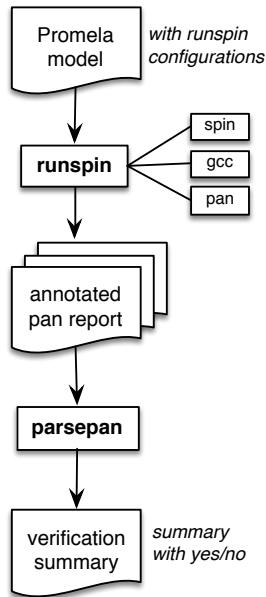 Promela
model
with runspin
configurations
runspin
spin
gcc
pan
annotated
pan report
parsepan
verification
summary
summary
with yes/no